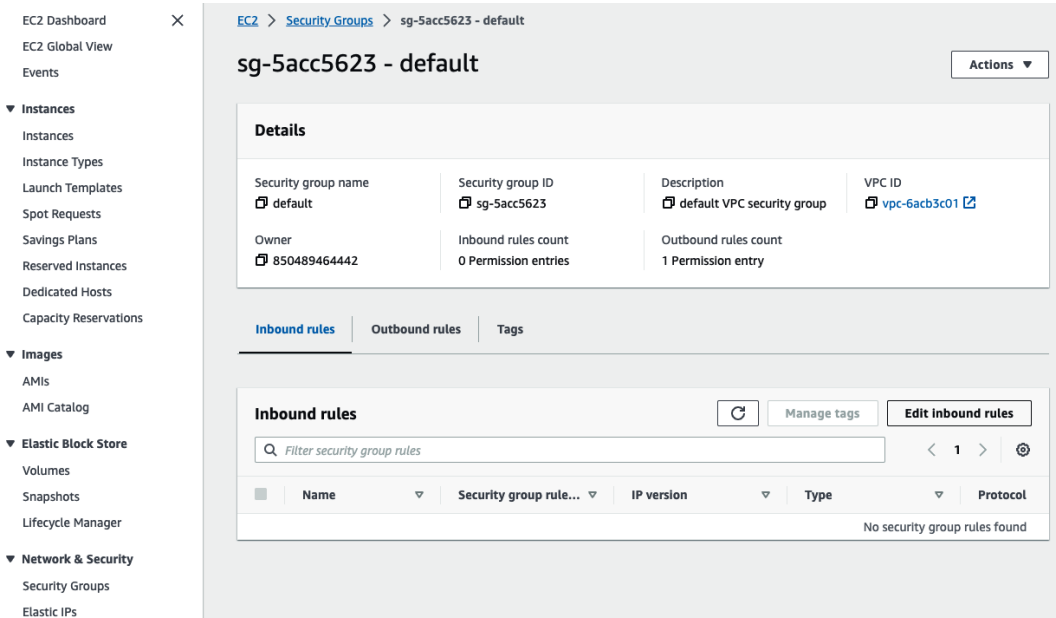 EC2 Dashboard
EC2 Global View
Events
Instances
Instances
Instance Types
Launch Templates
Spot Requests
Savings Plans
Reserved Instances
Dedicated Hosts
Capacity Reservations
Images
AMIs
AMI Catalog
Elastic Block Store
Volumes
Snapshots
Lifecycle Manager
Network & Security
Security Groups
Elastic IPs
EC2 > Security Groups > sg-5acc5623 - default
sg-5acc5623 - default
Actions
Details
Security group name
default
Security group ID
sg-5acc5623
Description
default VPC security group
VPC ID
vpc-6acb3c01
Owner
850489464442
Inbound rules count
0 Permission entries
Outbound rules count
1 Permission entry
Inbound rules
Outbound rules
Tags
Inbound rules
Manage tags
Edit inbound rules
Filter security group rules
1
Name
Security group rule...
IP version
Type
Protocol
No security group rules found